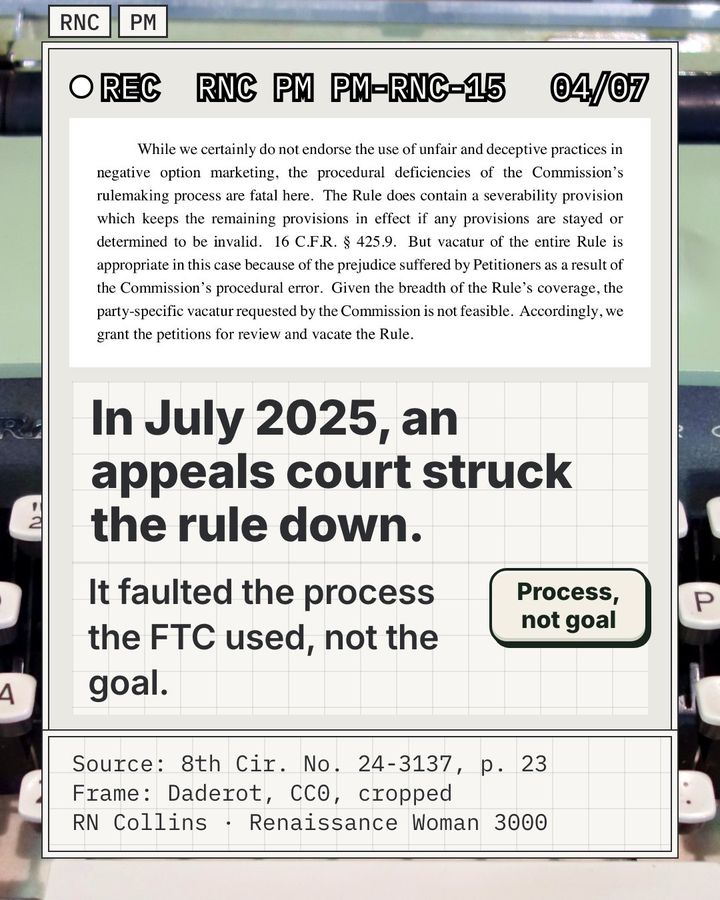 RNC PM
REC RNC PM PM-RNC-15 04/07
While we certainly do not endorse the use of unfair and deceptive practices in
negative option marketing, the procedural deficiencies of the Commission's
rulemaking process are fatal here. The Rule does contain a severability provision
which keeps the remaining provisions in effect if any provisions are stayed or
determined to be invalid. 16 C.F.R. § 425.9. But vacatur of the entire Rule is
appropriate in this case because of the prejudice suffered by Petitioners as a result of
the Commission's procedural error. Given the breadth of the Rule's coverage, the
party-specific vacatur requested by the Commission is not feasible. Accordingly, we
grant the petitions for review and vacate the Rule.
In July 2025, an
appeals court struck
the rule down.
It faulted the process
the FTC used, not the
goal.
Process,
not goal
Source: 8th Cir. No. 24-3137, p. 23
Frame: Daderot, CC0, cropped
RN Collins · Renaissance Woman 3000
"
2
P
A